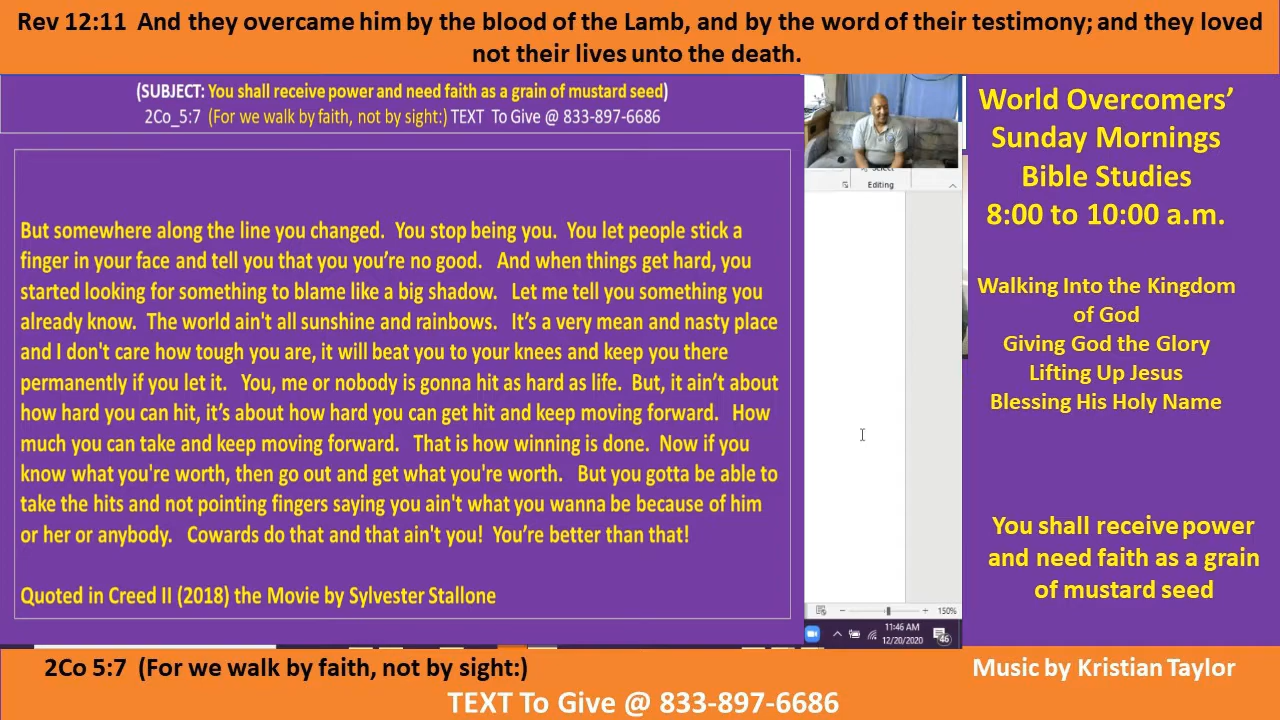 Rev 12:11  And they overcame him by the blood of the Lamb, and by the word of their testimony; and they loved
not their lives unto the death.
(SUBJECT: You shall receive power and need faith as a grain of mustard seed)
2Co_5:7  (For we walk by faith, not by sight:) TEXT  To Give @ 833-897-6686
But somewhere along the line you changed.  You stop being you.  You let people stick a
finger in your face and tell you that you you're no good.   And when things get hard, you
started looking for something to blame like a big shadow.   Let me tell you something you
already know.  The world ain't all sunshine and rainbows.   It's a very mean and nasty place
and I don't care how tough you are, it will beat you to your knees and keep you there
permanently if you let it.   You, me or nobody is gonna hit as hard as life.  But, it ain't about
how hard you can hit, it's about how hard you can get hit and keep moving forward.   How
much you can take and keep moving forward.   That is how winning is done.  Now if you
know what you're worth, then go out and get what you're worth.   But you gotta be able to
take the hits and not pointing fingers saying you ain't what you wanna be because of him
or her or anybody.   Cowards do that and that ain't you!  You're better than that!
Quoted in Creed II (2018) the Movie by Sylvester Stallone
Select
Editing
150%
11:46 AM
12/20/2020
46
World Overcomers'
Sunday Mornings
Bible Studies
8:00 to 10:00 a.m.
Walking Into the Kingdom
of God
Giving God the Glory
Lifting Up Jesus
Blessing His Holy Name
You shall receive power
and need faith as a grain
of mustard seed
2Co 5:7  (For we walk by faith, not by sight:)
Music by Kristian Taylor
TEXT To Give @ 833-897-6686